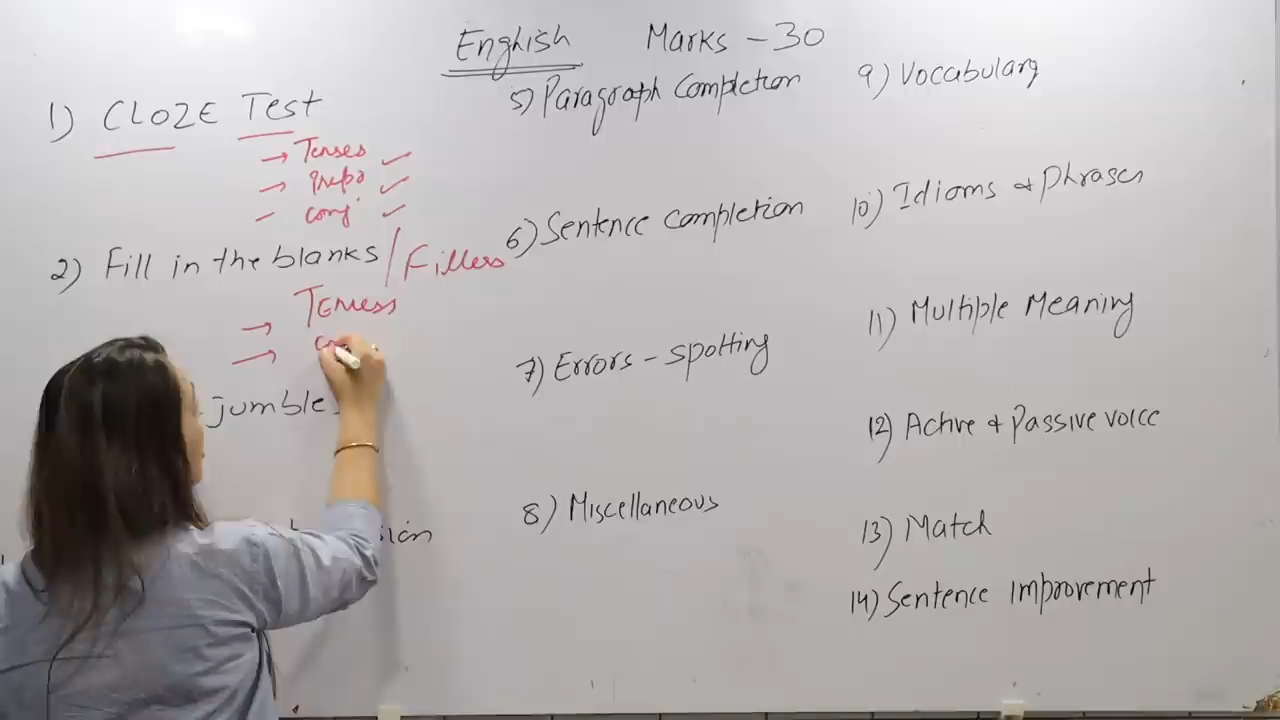 English Marks - 30
1) CLOZE Test
→ Tenses ✓
→ prepo ✓
- conj ✓
2) Fill in the blanks / Fillers
→ Tenses
→
jumble
sion
5) Paragraph Completion
6) Sentence Completion
7) Errors - spotting
8) Miscellaneous
9) Vocabulary
10) Idioms & Phrases
11) Multiple Meaning
12) Active & Passive voice
13) Match
14) Sentence Improvement